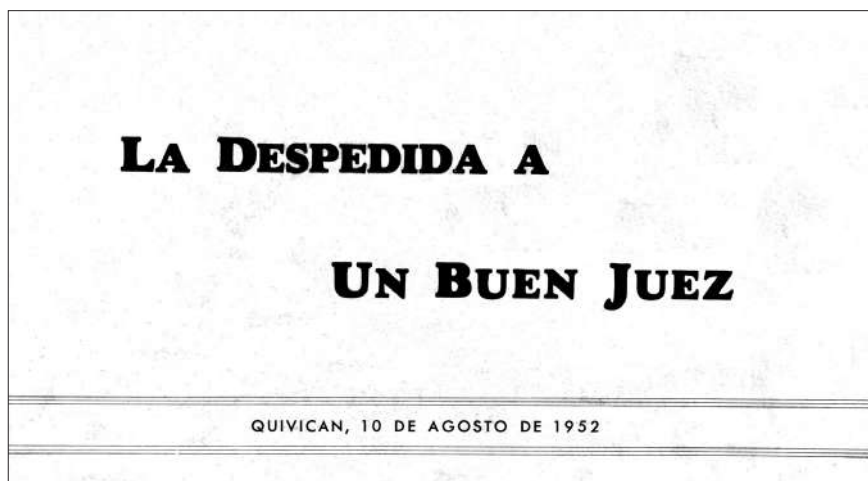 LA DESPEDIDA A
UN BUEN JUEZ
QUIVICAN, 10 DE AGOSTO DE 1952